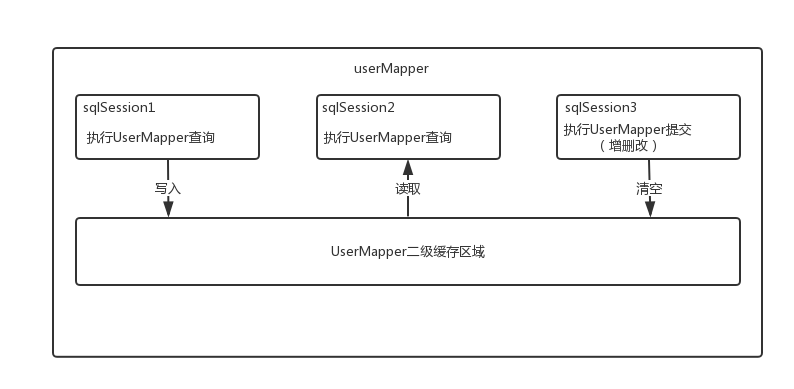 userMapper
sqlSession1
执行UserMapper查询
sqlSession2
执行UserMapper查询
sqlSession3
执行UserMapper提交
（增删改）
写入
读取
清空
UserMapper二级缓存区域